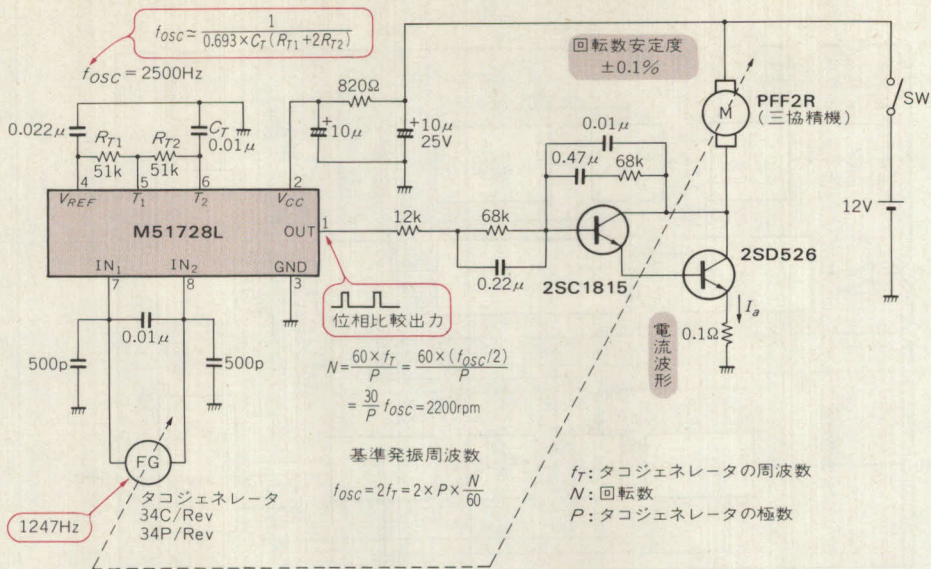 f_OSC ≃ 1 / 0.693×C_T(R_T1+2R_T2)
f_OSC = 2500Hz
0.022μ
R_T1
51k
R_T2
51k
C_T
0.01μ
820Ω
+
10μ
+
10μ
25V
回転数安定度
±0.1%
M
PFF2R
(三協精機)
SW
12V
0.01μ
0.47μ
68k
4
5
6
2
V_REF
T_1
T_2
V_CC
M51728L
OUT
1
IN_1
IN_2
GND
7
8
3
12k
68k
0.22μ
2SC1815
2SD526
I_a
0.1Ω
電流波形
位相比較出力
0.01μ
500p
500p
N = 60×f_T / P = 60×(f_OSC/2) / P
= 30 / P f_OSC = 2200rpm
基準発振周波数
f_OSC = 2f_T = 2×P× N / 60
FG
タコジェネレータ
34C/Rev
34P/Rev
1247Hz
f_T: タコジェネレータの周波数
N: 回転数
P: タコジェネレータの極数